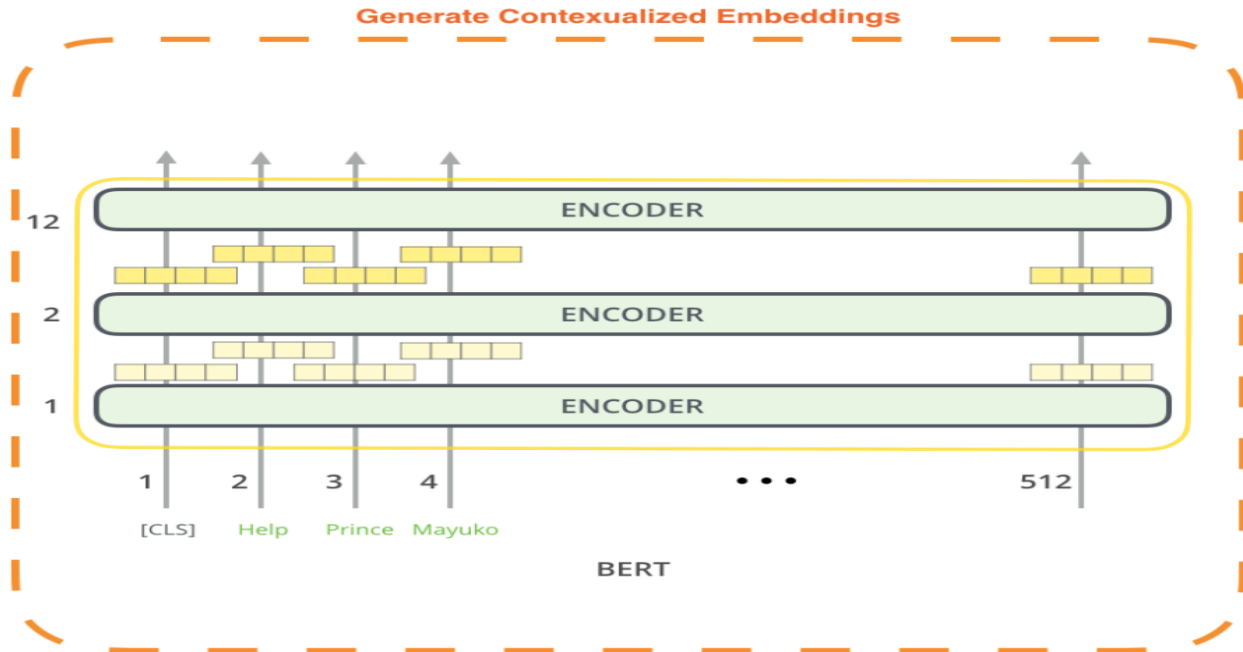 Generate Contexualized Embeddings
12 ENCODER
2 ENCODER
1 ENCODER
1 2 3 4 ... 512
[CLS] Help Prince Mayuko
BERT